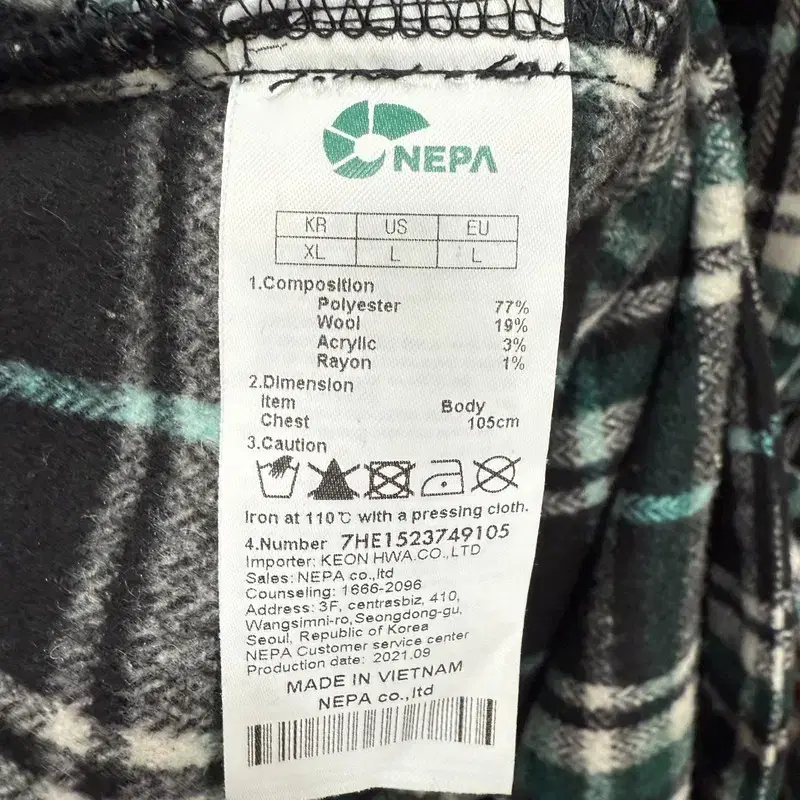 NEPA
KR US EU
XL L L
1.Composition
Polyester 77%
Wool 19%
Acrylic 3%
Rayon 1%
2.Dimension
Item Body
Chest 105cm
3.Caution
Iron at 110℃ with a pressing cloth.
4.Number 7HE1523749105
Importer: KEON HWA.CO.,LTD
Sales: NEPA co.,ltd
Counseling: 1666-2096
Address: 3F, centrasbiz, 410,
Wangsimni-ro,Seongdong-gu,
Seoul, Republic of Korea
NEPA Customer service center
Production date: 2021.09
MADE IN VIETNAM
NEPA co.,ltd